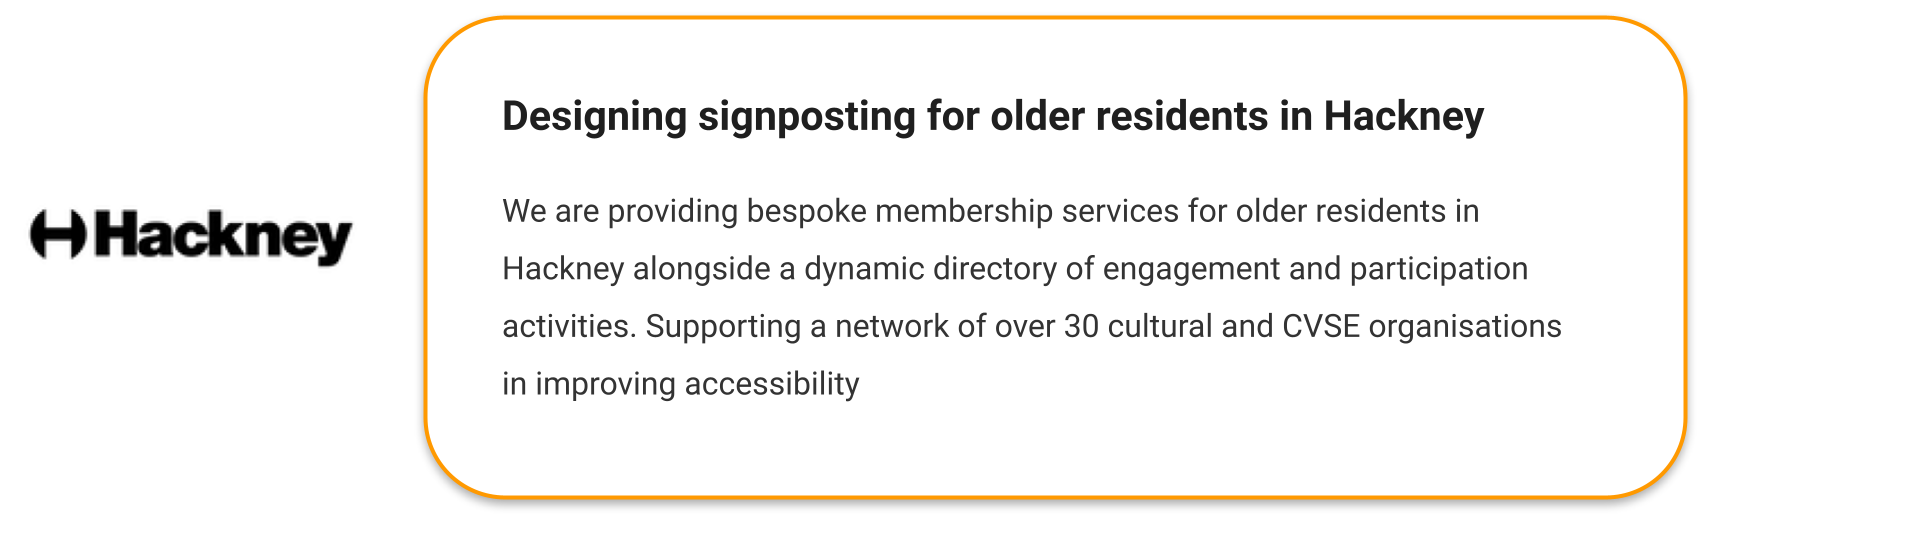 Hackney
Designing signposting for older residents in Hackney
We are providing bespoke membership services for older residents in
Hackney alongside a dynamic directory of engagement and participation
activities. Supporting a network of over 30 cultural and CVSE organisations
in improving accessibility